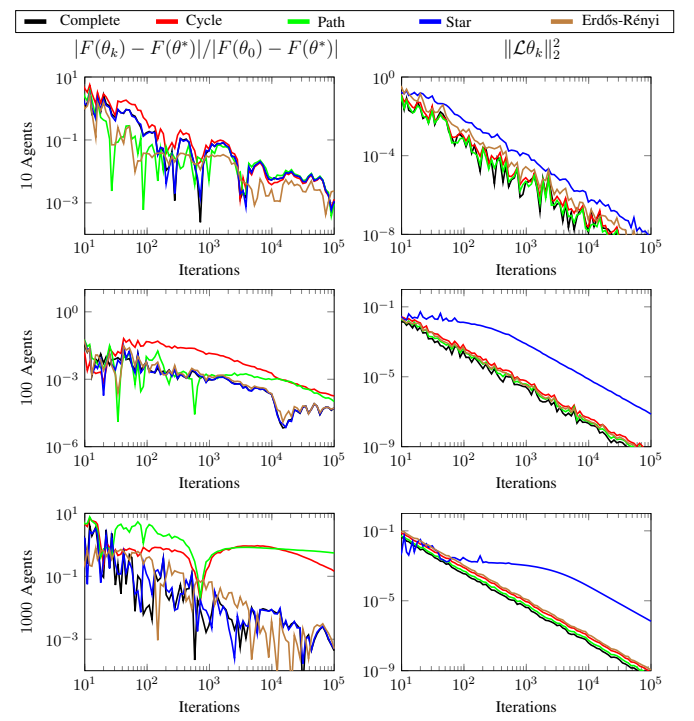 Complete Cycle Path Star Erdős-Rényi
|F(θ_k) − F(θ*)|/|F(θ_0) − F(θ*)|
‖𝓛θ_k‖₂²
10 Agents
10^1
10^−1
10^−3
10^1 10^2 10^3 10^4 10^5
Iterations
10^0
10^−4
10^−8
10^1 10^2 10^3 10^4 10^5
Iterations
100 Agents
10^0
10^−3
10^−6
10^1 10^2 10^3 10^4 10^5
Iterations
10^−1
10^−5
10^−9
10^1 10^2 10^3 10^4 10^5
Iterations
1000 Agents
10^1
10^−1
10^−3
10^1 10^2 10^3 10^4 10^5
Iterations
10^−1
10^−5
10^−9
10^1 10^2 10^3 10^4 10^5
Iterations